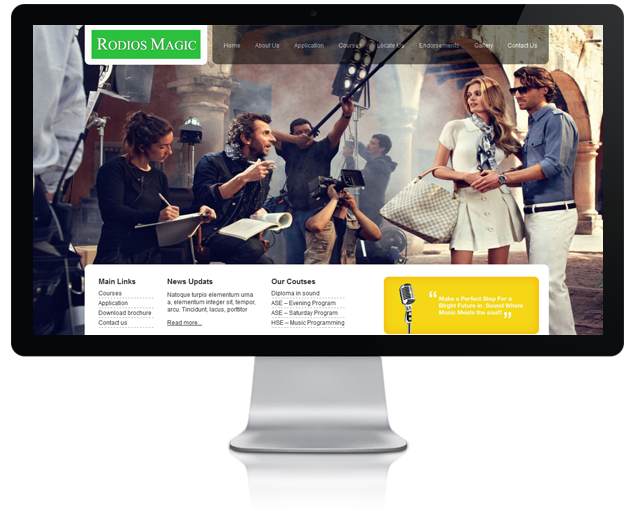 RODIOS MAGIC
Home About Us Application Courses Locate Us Endorsements Gallery Contact Us
Main Links
Courses
Application
Download brochure
Contact us
News Updats
Natoque turpis elementum urna
a, elementum integer sit, tempor,
arcu. Tincidunt, lacus, porttitor
Read more...
Our Coutses
Diploma in sound
ASE – Evening Program
ASE – Saturday Program
HSE – Music Programming
“ Make a Perfect Step For a
Bright Future in Sound Where
Music Meets the soul!! ”